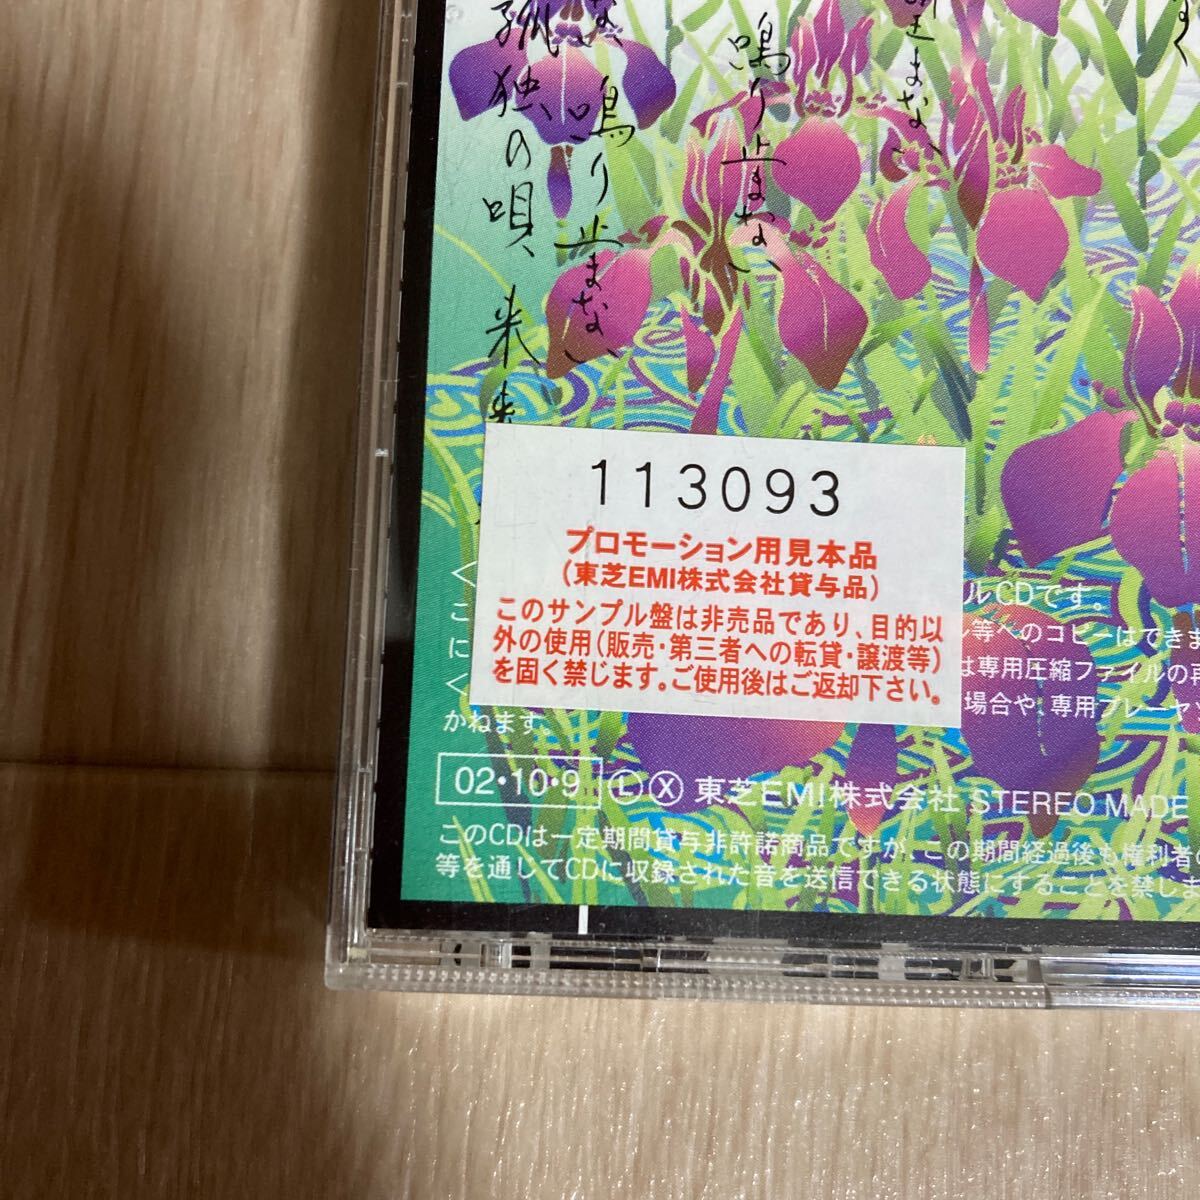 鳴り止まない
鳴り止まない
孤独の唄 来
113093
プロモーション用見本品
(東芝EMI株式会社貸与品)
このサンプル盤は非売品であり、目的以
外の使用(販売・第三者への転貸・譲渡等)
を固く禁じます。ご使用後はご返却下さい。
ルCDです。
等へのコピーはできま
は専用圧縮ファイルの再
場合や、専用プレーヤ
かねます。
02・10・9 Ⓛ Ⓧ 東芝EMI株式会社 STEREO MADE
このCDは一定期間貸与非許諾商品ですが、この期間経過後も権利者
等を通してCDに収録された音を送信できる状態にすることを禁じま